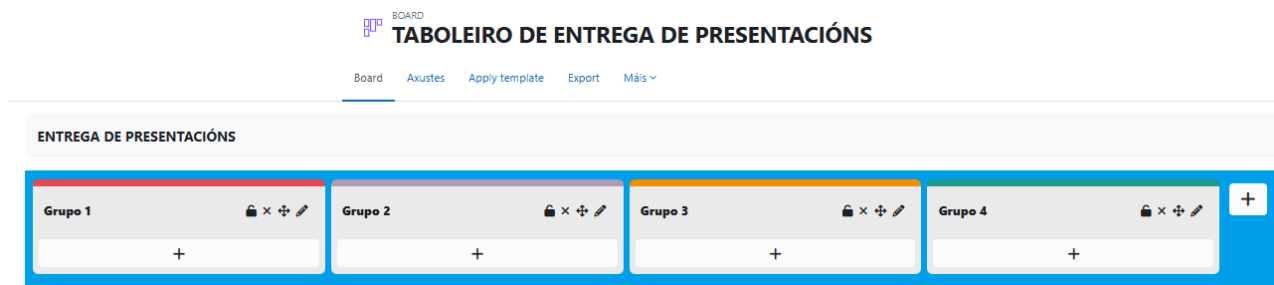 BOARD
TABOLEIRO DE ENTREGA DE PRESENTACIÓNS
Board Axustes Apply template Export Máis
ENTREGA DE PRESENTACIÓNS
Grupo 1 Grupo 2 Grupo 3 Grupo 4 +
+ + + +